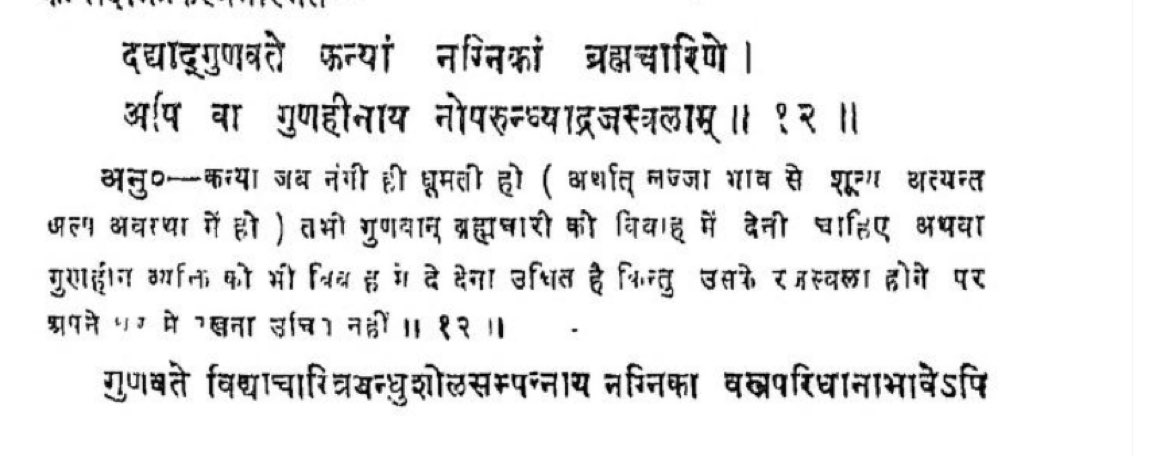 दद्याद्गुणवते कन्यां नग्निकां ब्रह्मचारिणे ।
अपि वा गुणहीनाय नोपरुन्ध्याद्रजस्वलाम् ॥ १२ ॥
अनु०—कन्या जब नंगी ही घूमती हो ( अर्थात् लज्जा भाव से शून्य अत्यन्त
अल्प अवस्था में हो ) तभी गुणवान् ब्रह्मचारी को विवाह में देनी चाहिए अथवा
गुणहीन व्यक्ति को भी विवाह में दे देना उचित है किन्तु उसके रजस्वला होने पर
अपने में रखना उचित नहीं ॥ १२ ॥
गुणवते विद्याचारित्रबन्धुशीलसम्पन्नाय नग्निका वस्त्रपरिधानाभावेऽपि